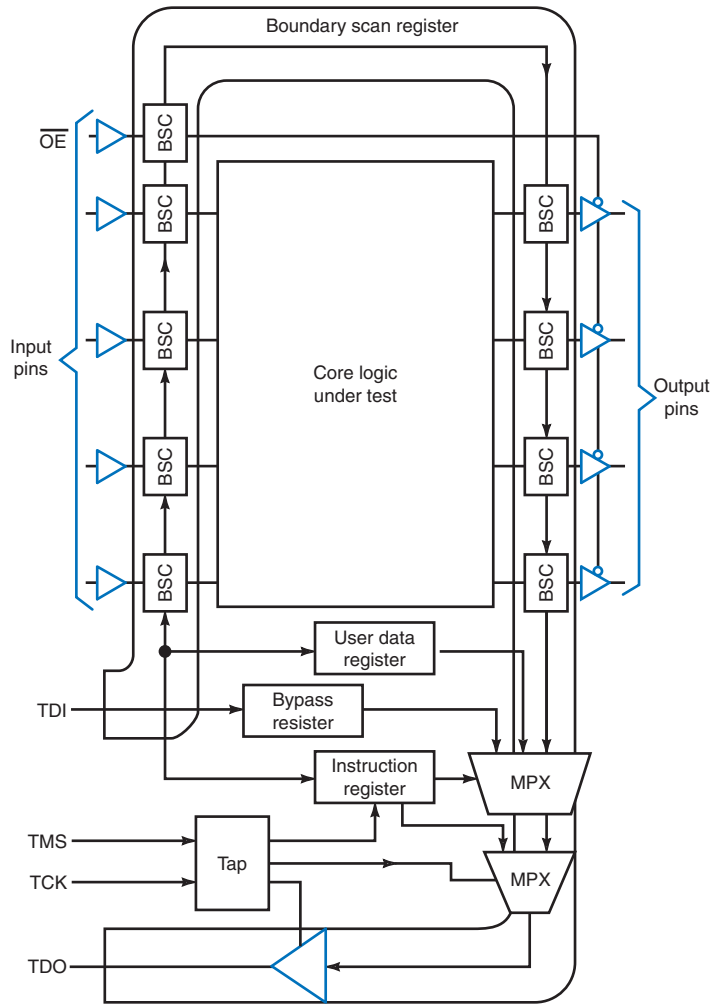 Boundary scan register
O̅E̅
BSC
BSC
BSC
BSC
BSC
BSC
BSC
BSC
BSC
Input
pins
Core logic
under test
Output
pins
User data
register
TDI
Bypass
resister
Instruction
register
MPX
TMS
TCK
Tap
MPX
TDO